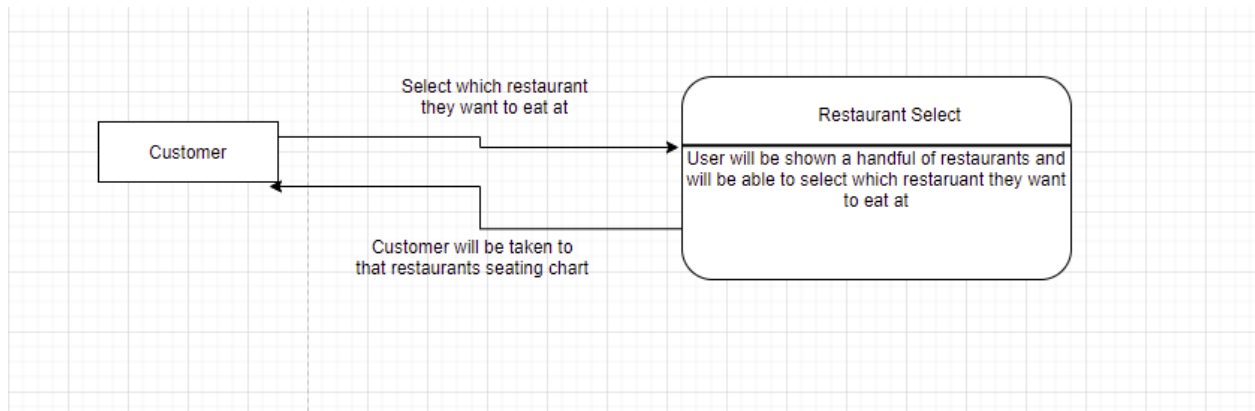 Select which restaurant
they want to eat at
Customer
Restaurant Select
User will be shown a handful of restaurants and
will be able to select which restaruant they want
to eat at
Customer will be taken to
that restaurants seating chart